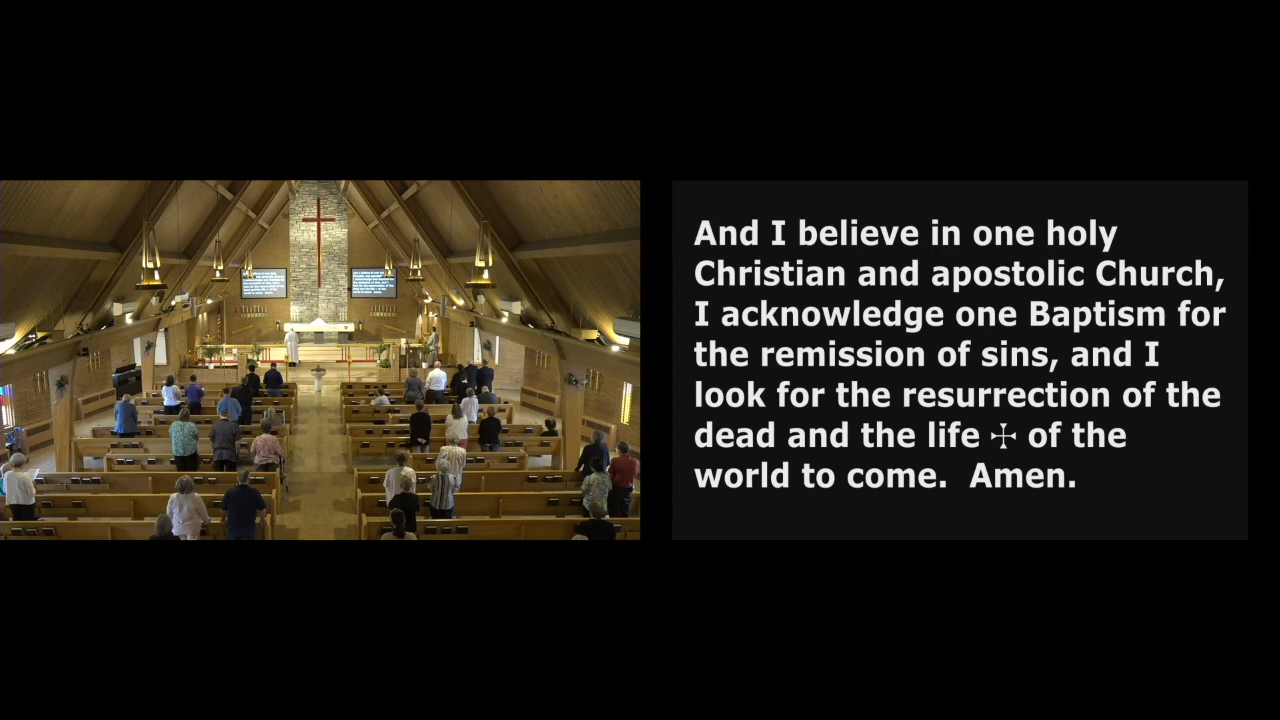 And I believe in one holy
Christian and apostolic Church,
I acknowledge one Baptism for
the remission of sins, and I
look for the resurrection of the
dead and the life ☩ of the
world to come.  Amen.